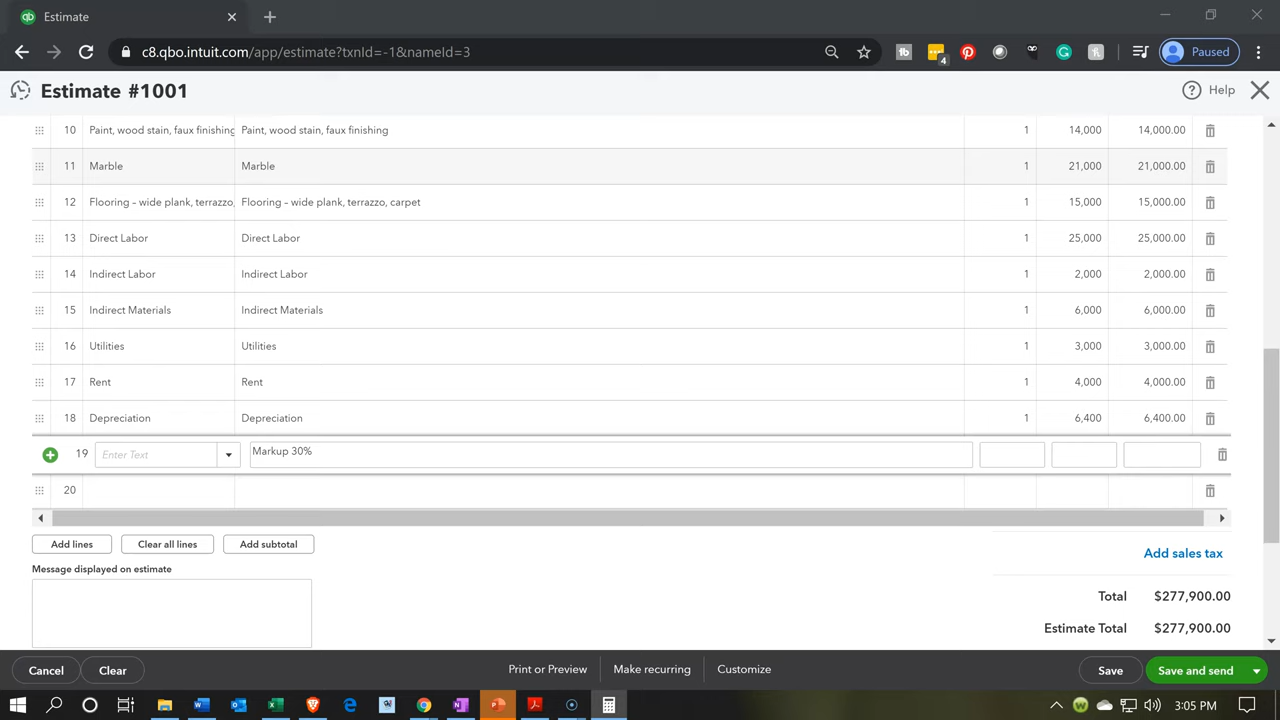 Estimate
c8.qbo.intuit.com/app/estimate?txnId=-1&nameId=3
4
Paused
Estimate #1001
Help
10 Paint, wood stain, faux finishing Paint, wood stain, faux finishing 1 14,000 14,000.00
11 Marble Marble 1 21,000 21,000.00
12 Flooring – wide plank, terrazzo, Flooring – wide plank, terrazzo, carpet 1 15,000 15,000.00
13 Direct Labor Direct Labor 1 25,000 25,000.00
14 Indirect Labor Indirect Labor 1 2,000 2,000.00
15 Indirect Materials Indirect Materials 1 6,000 6,000.00
16 Utilities Utilities 1 3,000 3,000.00
17 Rent Rent 1 4,000 4,000.00
18 Depreciation Depreciation 1 6,400 6,400.00
19 Enter Text Markup 30%
20
Add lines Clear all lines Add subtotal
Add sales tax
Message displayed on estimate
Total $277,900.00
Estimate Total $277,900.00
Cancel Clear Print or Preview Make recurring Customize Save Save and send
3:05 PM